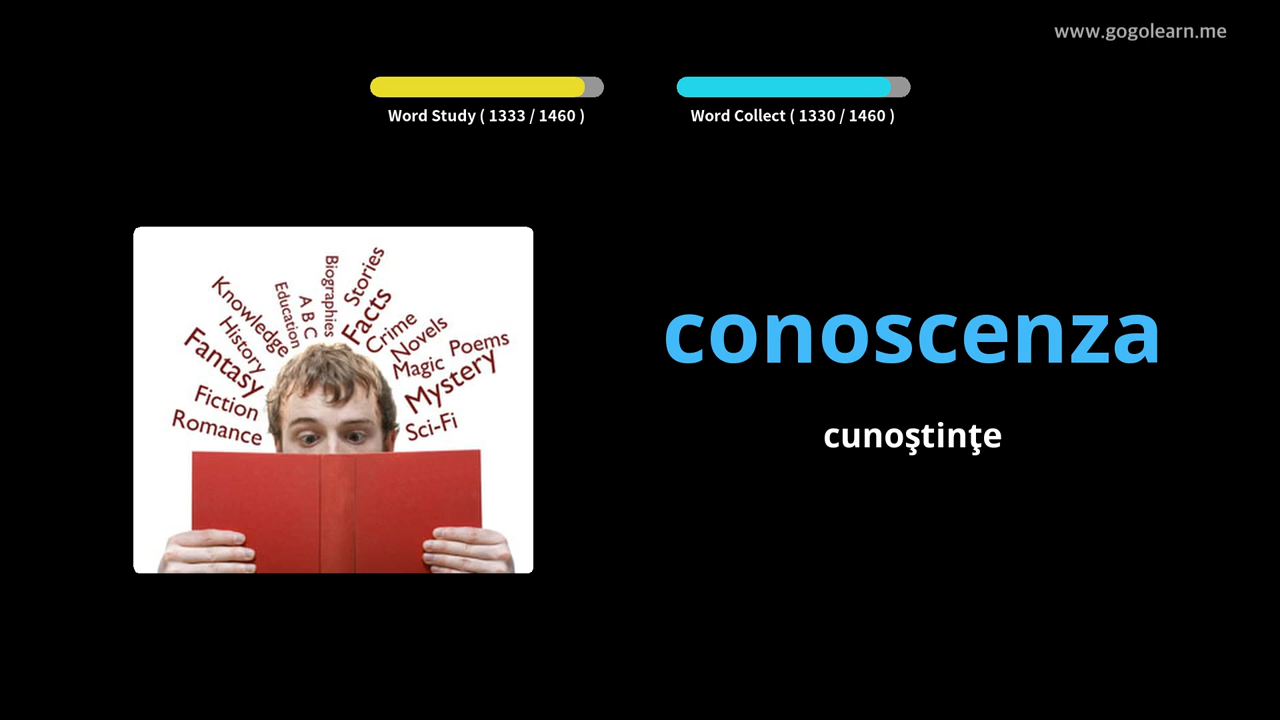 www.gogolearn.me
Word Study ( 1333 / 1460 )
Word Collect ( 1330 / 1460 )
Knowledge
Education
A B C
Biographies
Stories
Facts
Crime
Novels
Poems
Magic
Mystery
Sci-Fi
History
Fantasy
Fiction
Romance
conoscenza
cunoştinţe